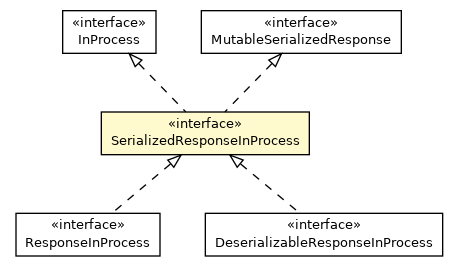 «interface»
InProcess
«interface»
MutableSerializedResponse
«interface»
SerializedResponseInProcess
«interface»
ResponseInProcess
«interface»
DeserializableResponseInProcess